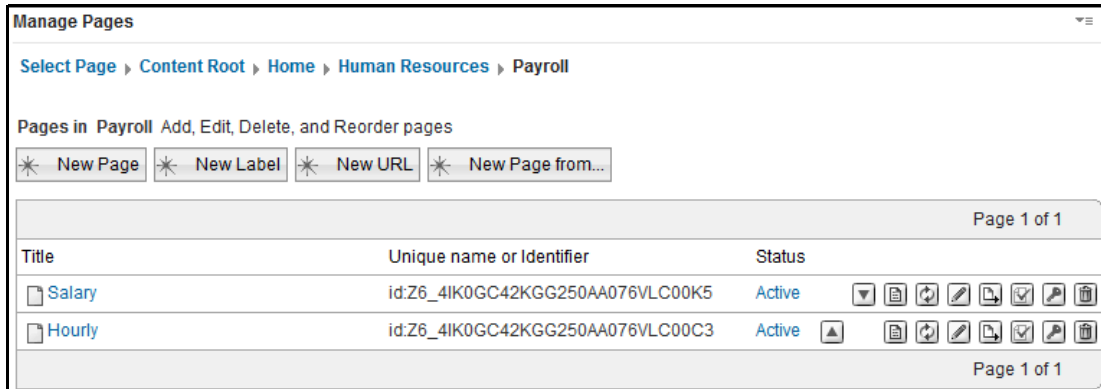 Manage Pages
Select Page Content Root Home Human Resources Payroll
Pages in Payroll Add, Edit, Delete, and Reorder pages
New Page New Label New URL New Page from...
Page 1 of 1
Title Unique name or Identifier Status
Salary id:Z6_4IK0GC42KGG250AA076VLC00K5 Active
Hourly id:Z6_4IK0GC42KGG250AA076VLC00C3 Active
Page 1 of 1